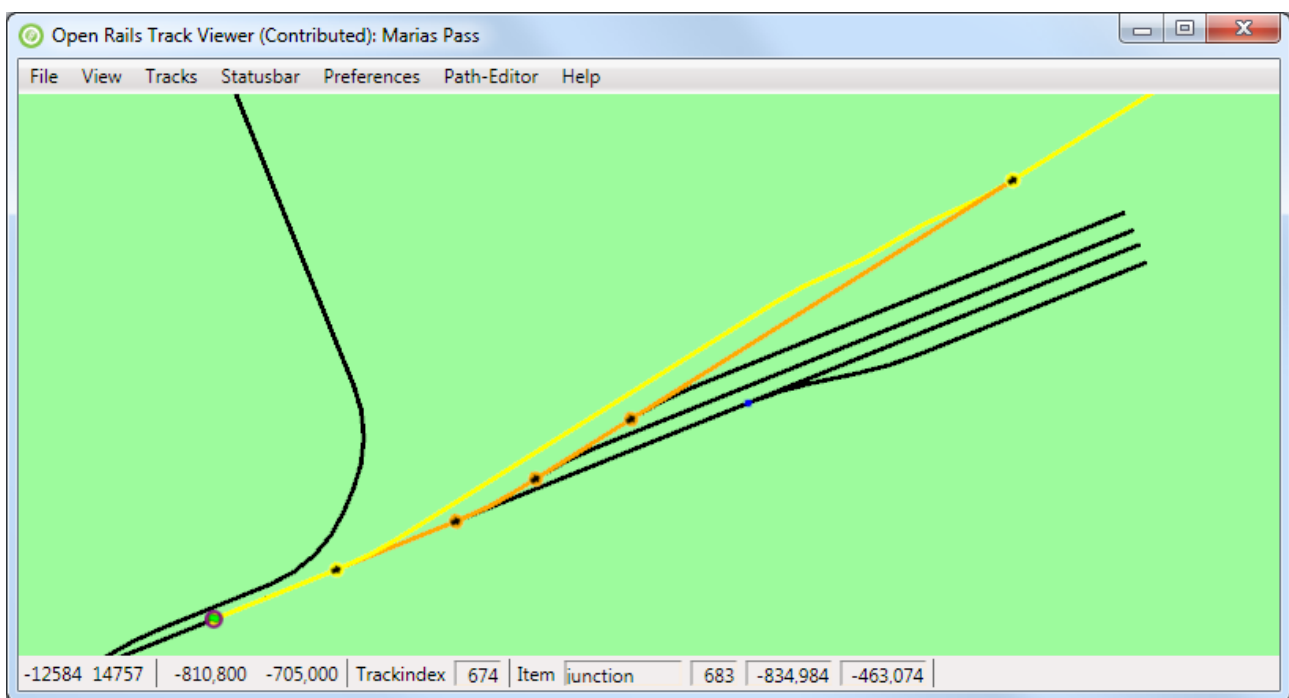 Open Rails Track Viewer (Contributed): Marias Pass
File View Tracks Statusbar Preferences Path-Editor Help
-12584 14757 -810,800 -705,000 Trackindex 674 Item junction 683 -834,984 -463,074